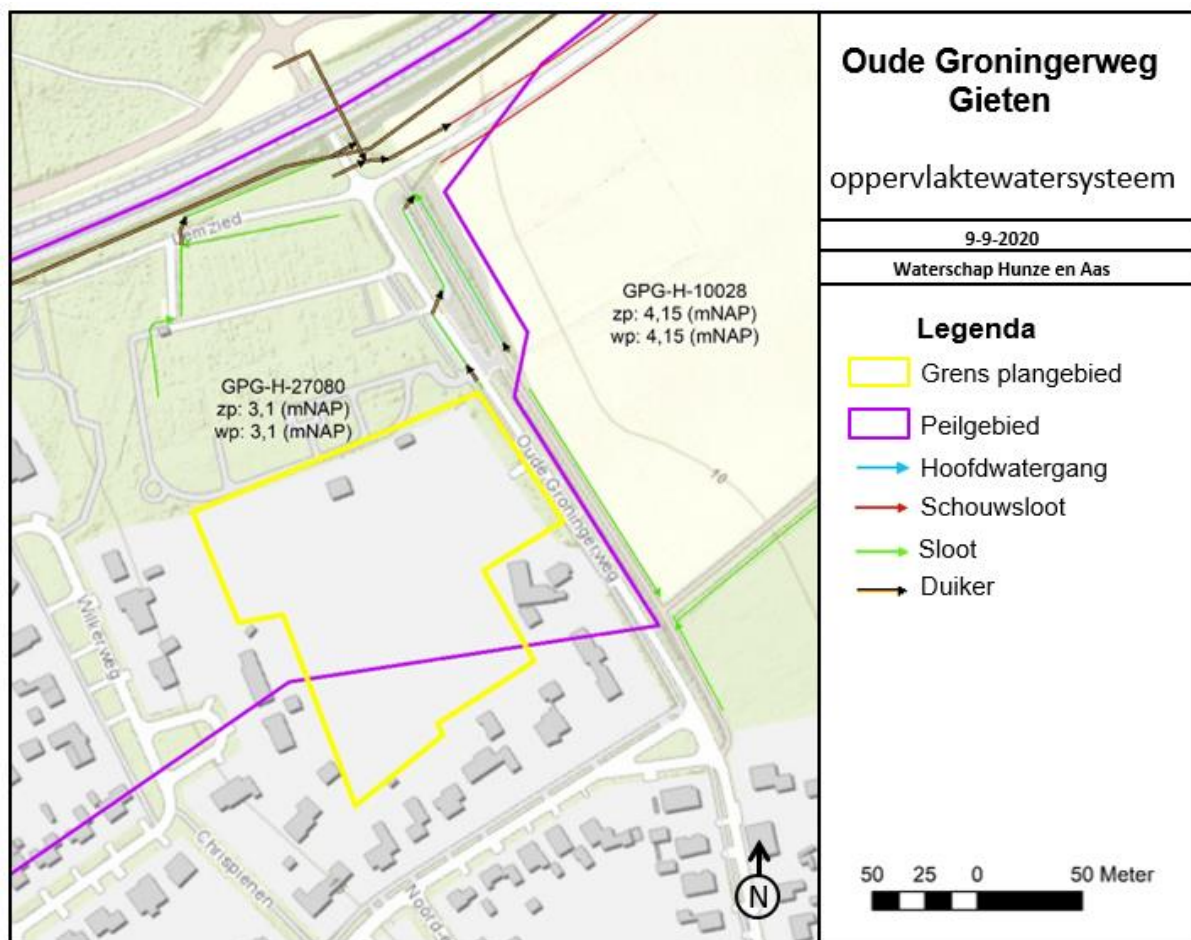 Oude Groningerweg
Gieten
oppervlaktewatersysteem
9-9-2020
Waterschap Hunze en Aas
Legenda
Grens plangebied
Peilgebied
Hoofdwatergang
Schouwsloot
Sloot
Duiker
50 25 0 50 Meter
N
GPG-H-10028
zp: 4,15 (mNAP)
wp: 4,15 (mNAP)
GPG-H-27080
zp: 3,1 (mNAP)
wp: 3,1 (mNAP)
10
Oude Groningerweg
Wilkerweg
Chrispienen